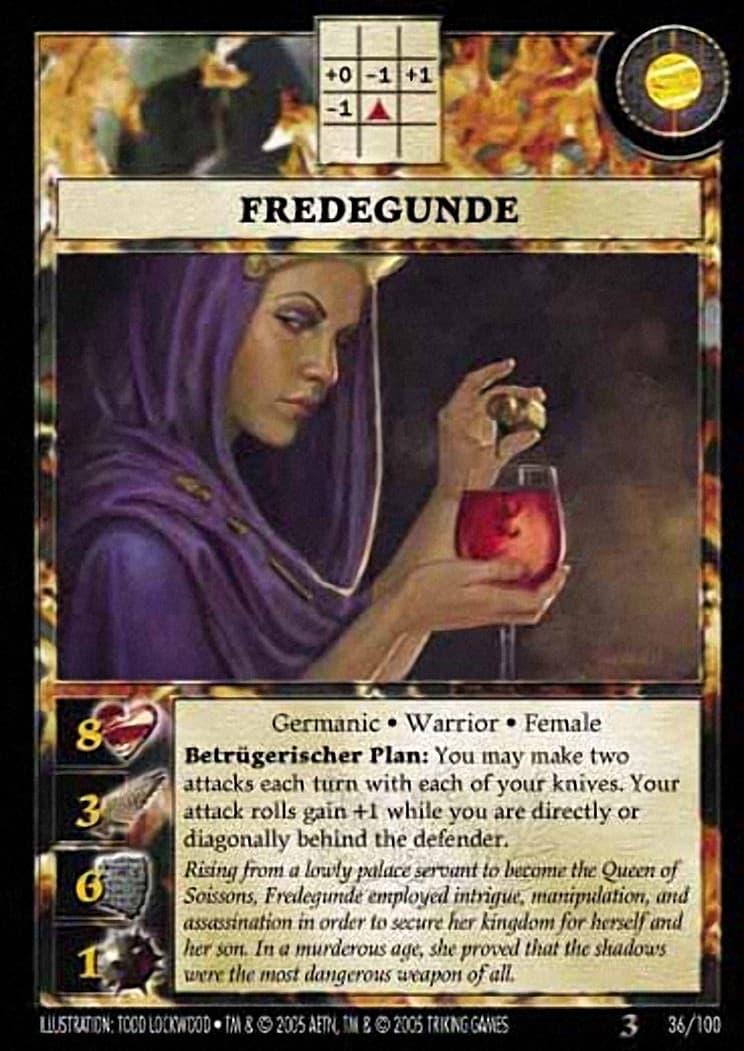 +0 -1 +1
-1
FREDEGUNDE
8
3
6
1
Germanic • Warrior • Female
Betrügerischer Plan: You may make two
attacks each turn with each of your knives. Your
attack rolls gain +1 while you are directly or
diagonally behind the defender.
Rising from a lowly palace servant to become the Queen of
Soissons, Fredegunde employed intrigue, manipulation, and
assassination in order to secure her kingdom for herself and
her son. In a murderous age, she proved that the shadows
were the most dangerous weapon of all.
ILLUSTRATION: TODD LOCKWOOD • TM & © 2005 AETN, TM & © 2005 TRIKING GAMES 3 36/100